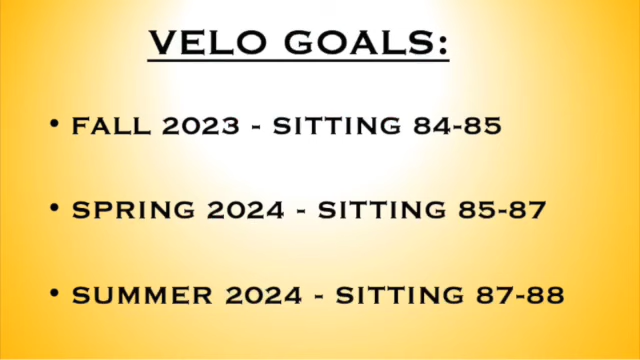 VELO GOALS:
• FALL 2023 - SITTING 84-85
• SPRING 2024 - SITTING 85-87
• SUMMER 2024 - SITTING 87-88